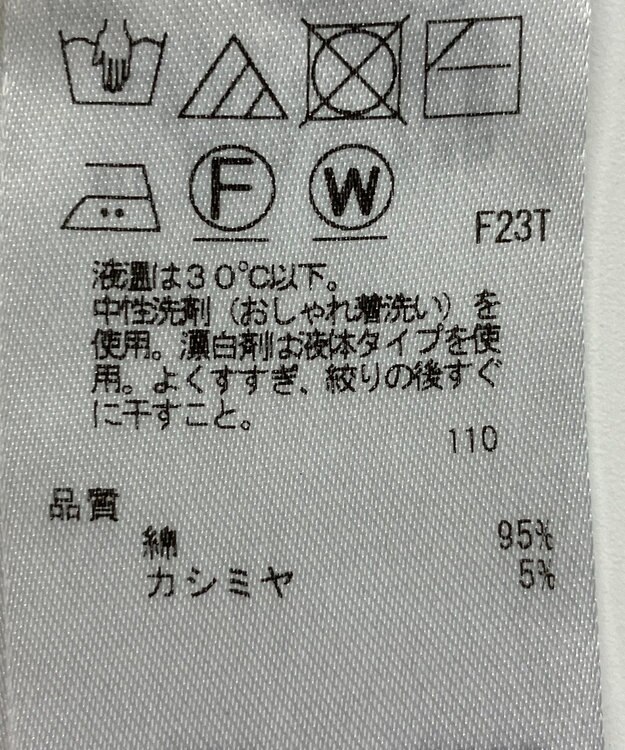 F W F23T
液温は30℃以下。
中性洗剤(おしゃれ着洗い)を
使用。漂白剤は液体タイプを使
用。よくすすぎ、絞りの後すぐ
に干すこと。
110
品質
綿 95%
カシミヤ 5%